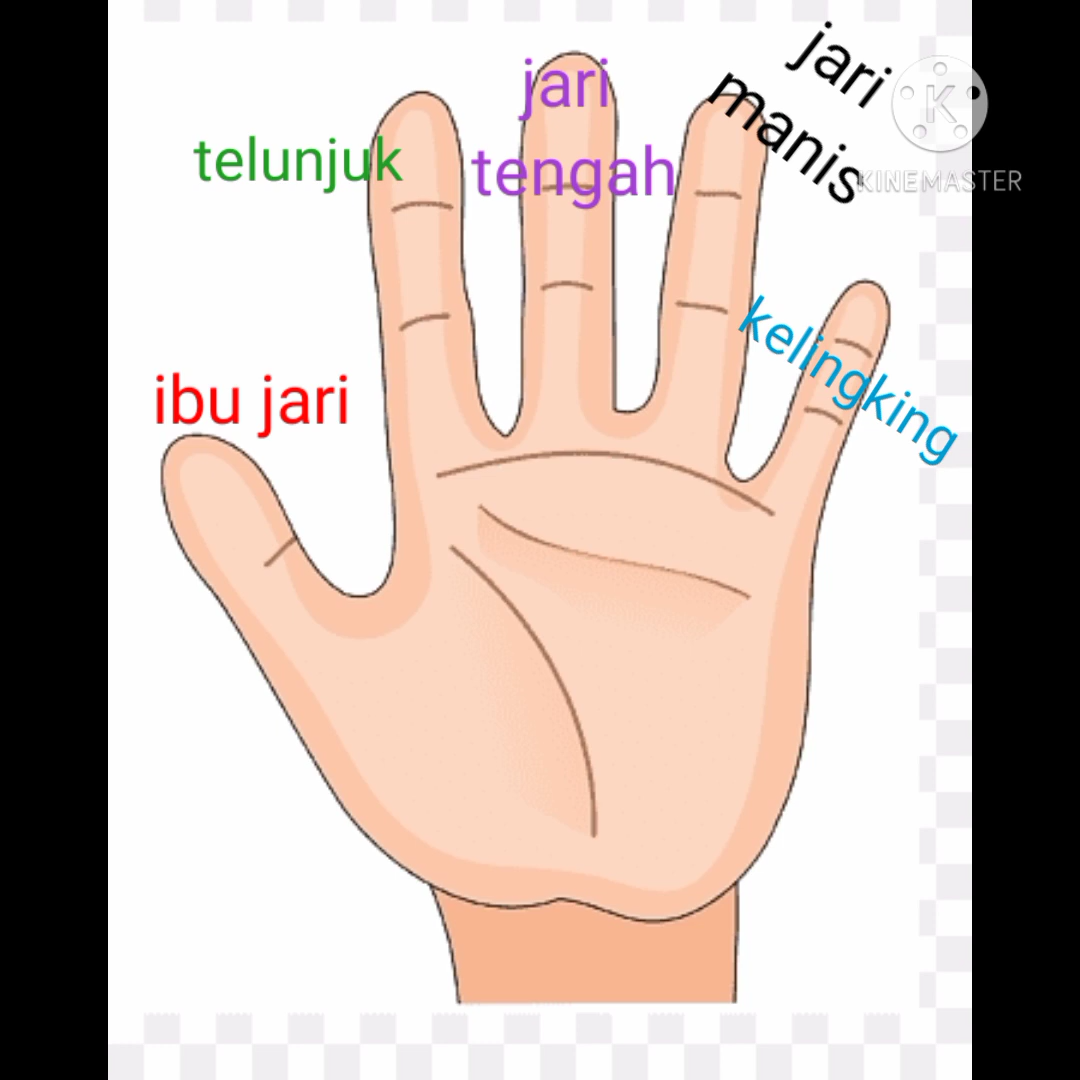 jari
manis
K
KINEMASTER
jari
tengah
telunjuk
kelingking
ibu jari